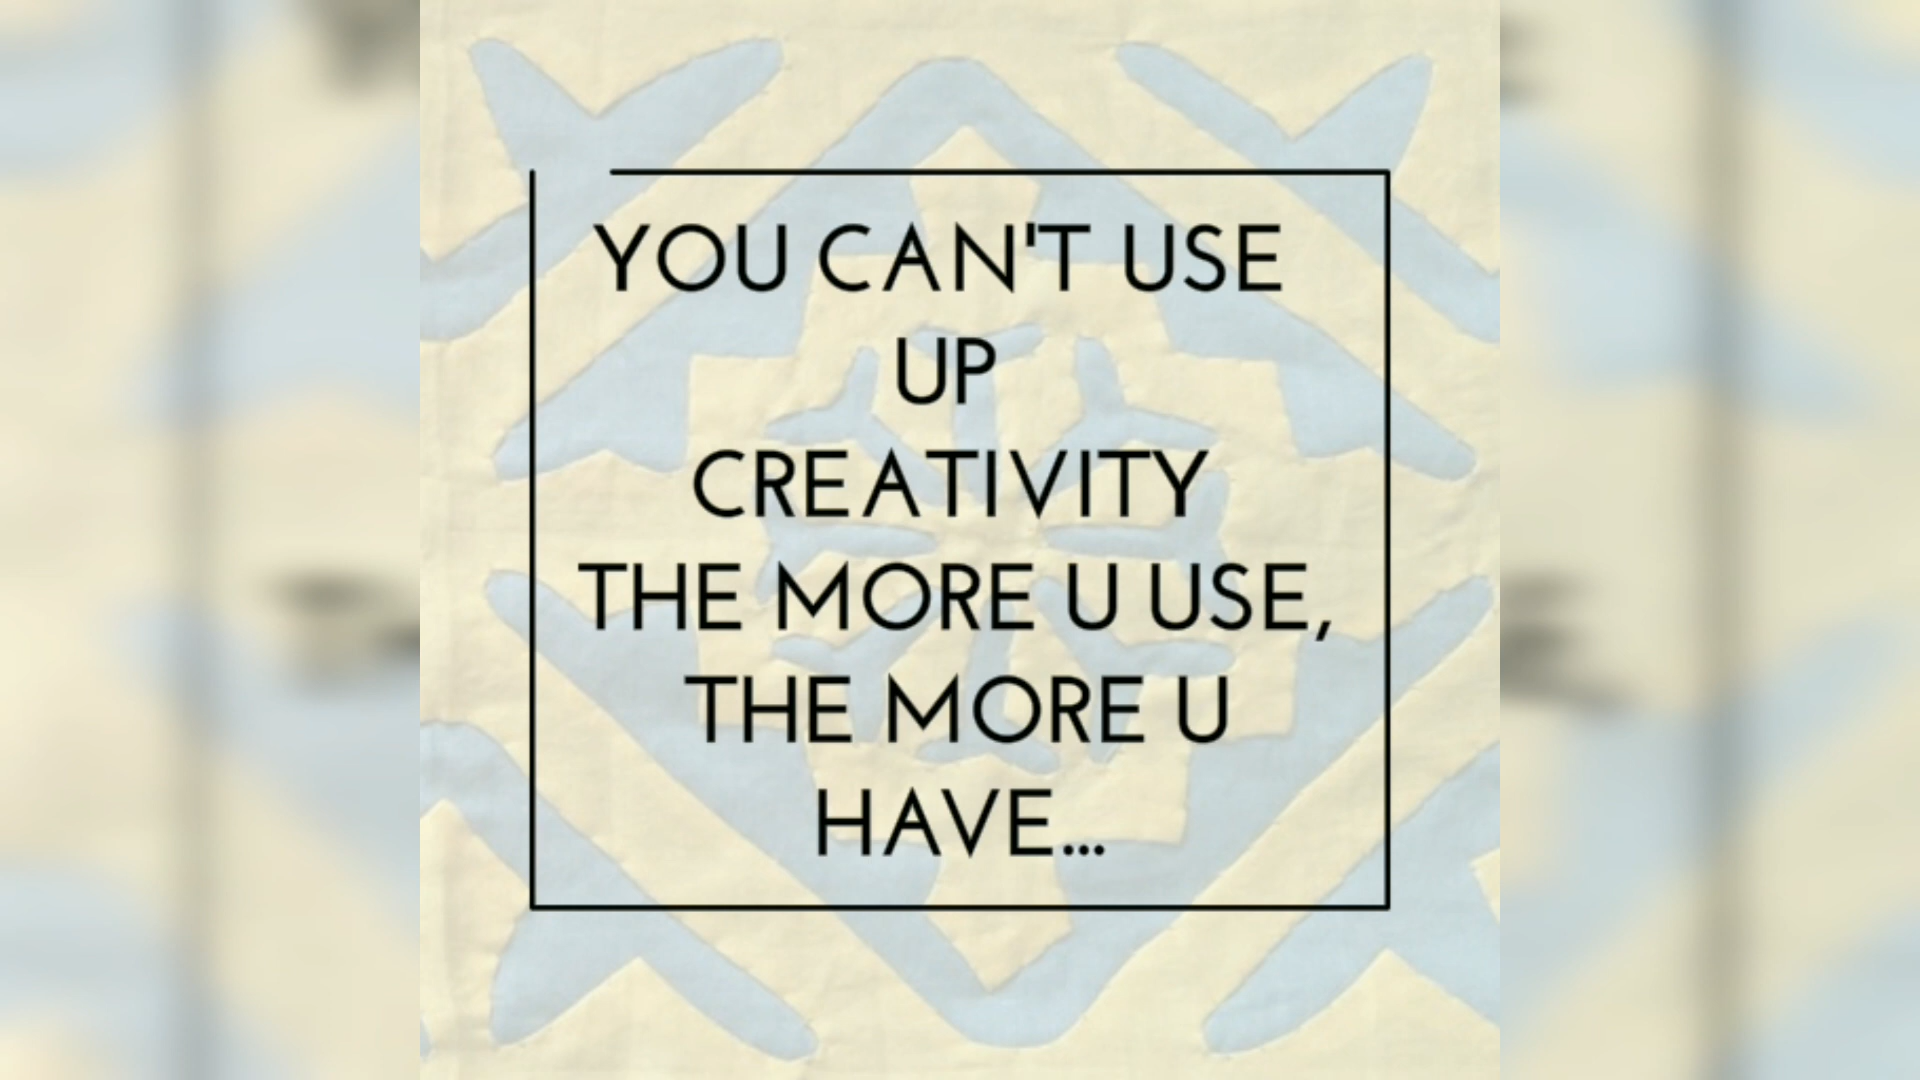 YOU CAN'T USE
UP
CREATIVITY
THE MORE U USE,
THE MORE U
HAVE...